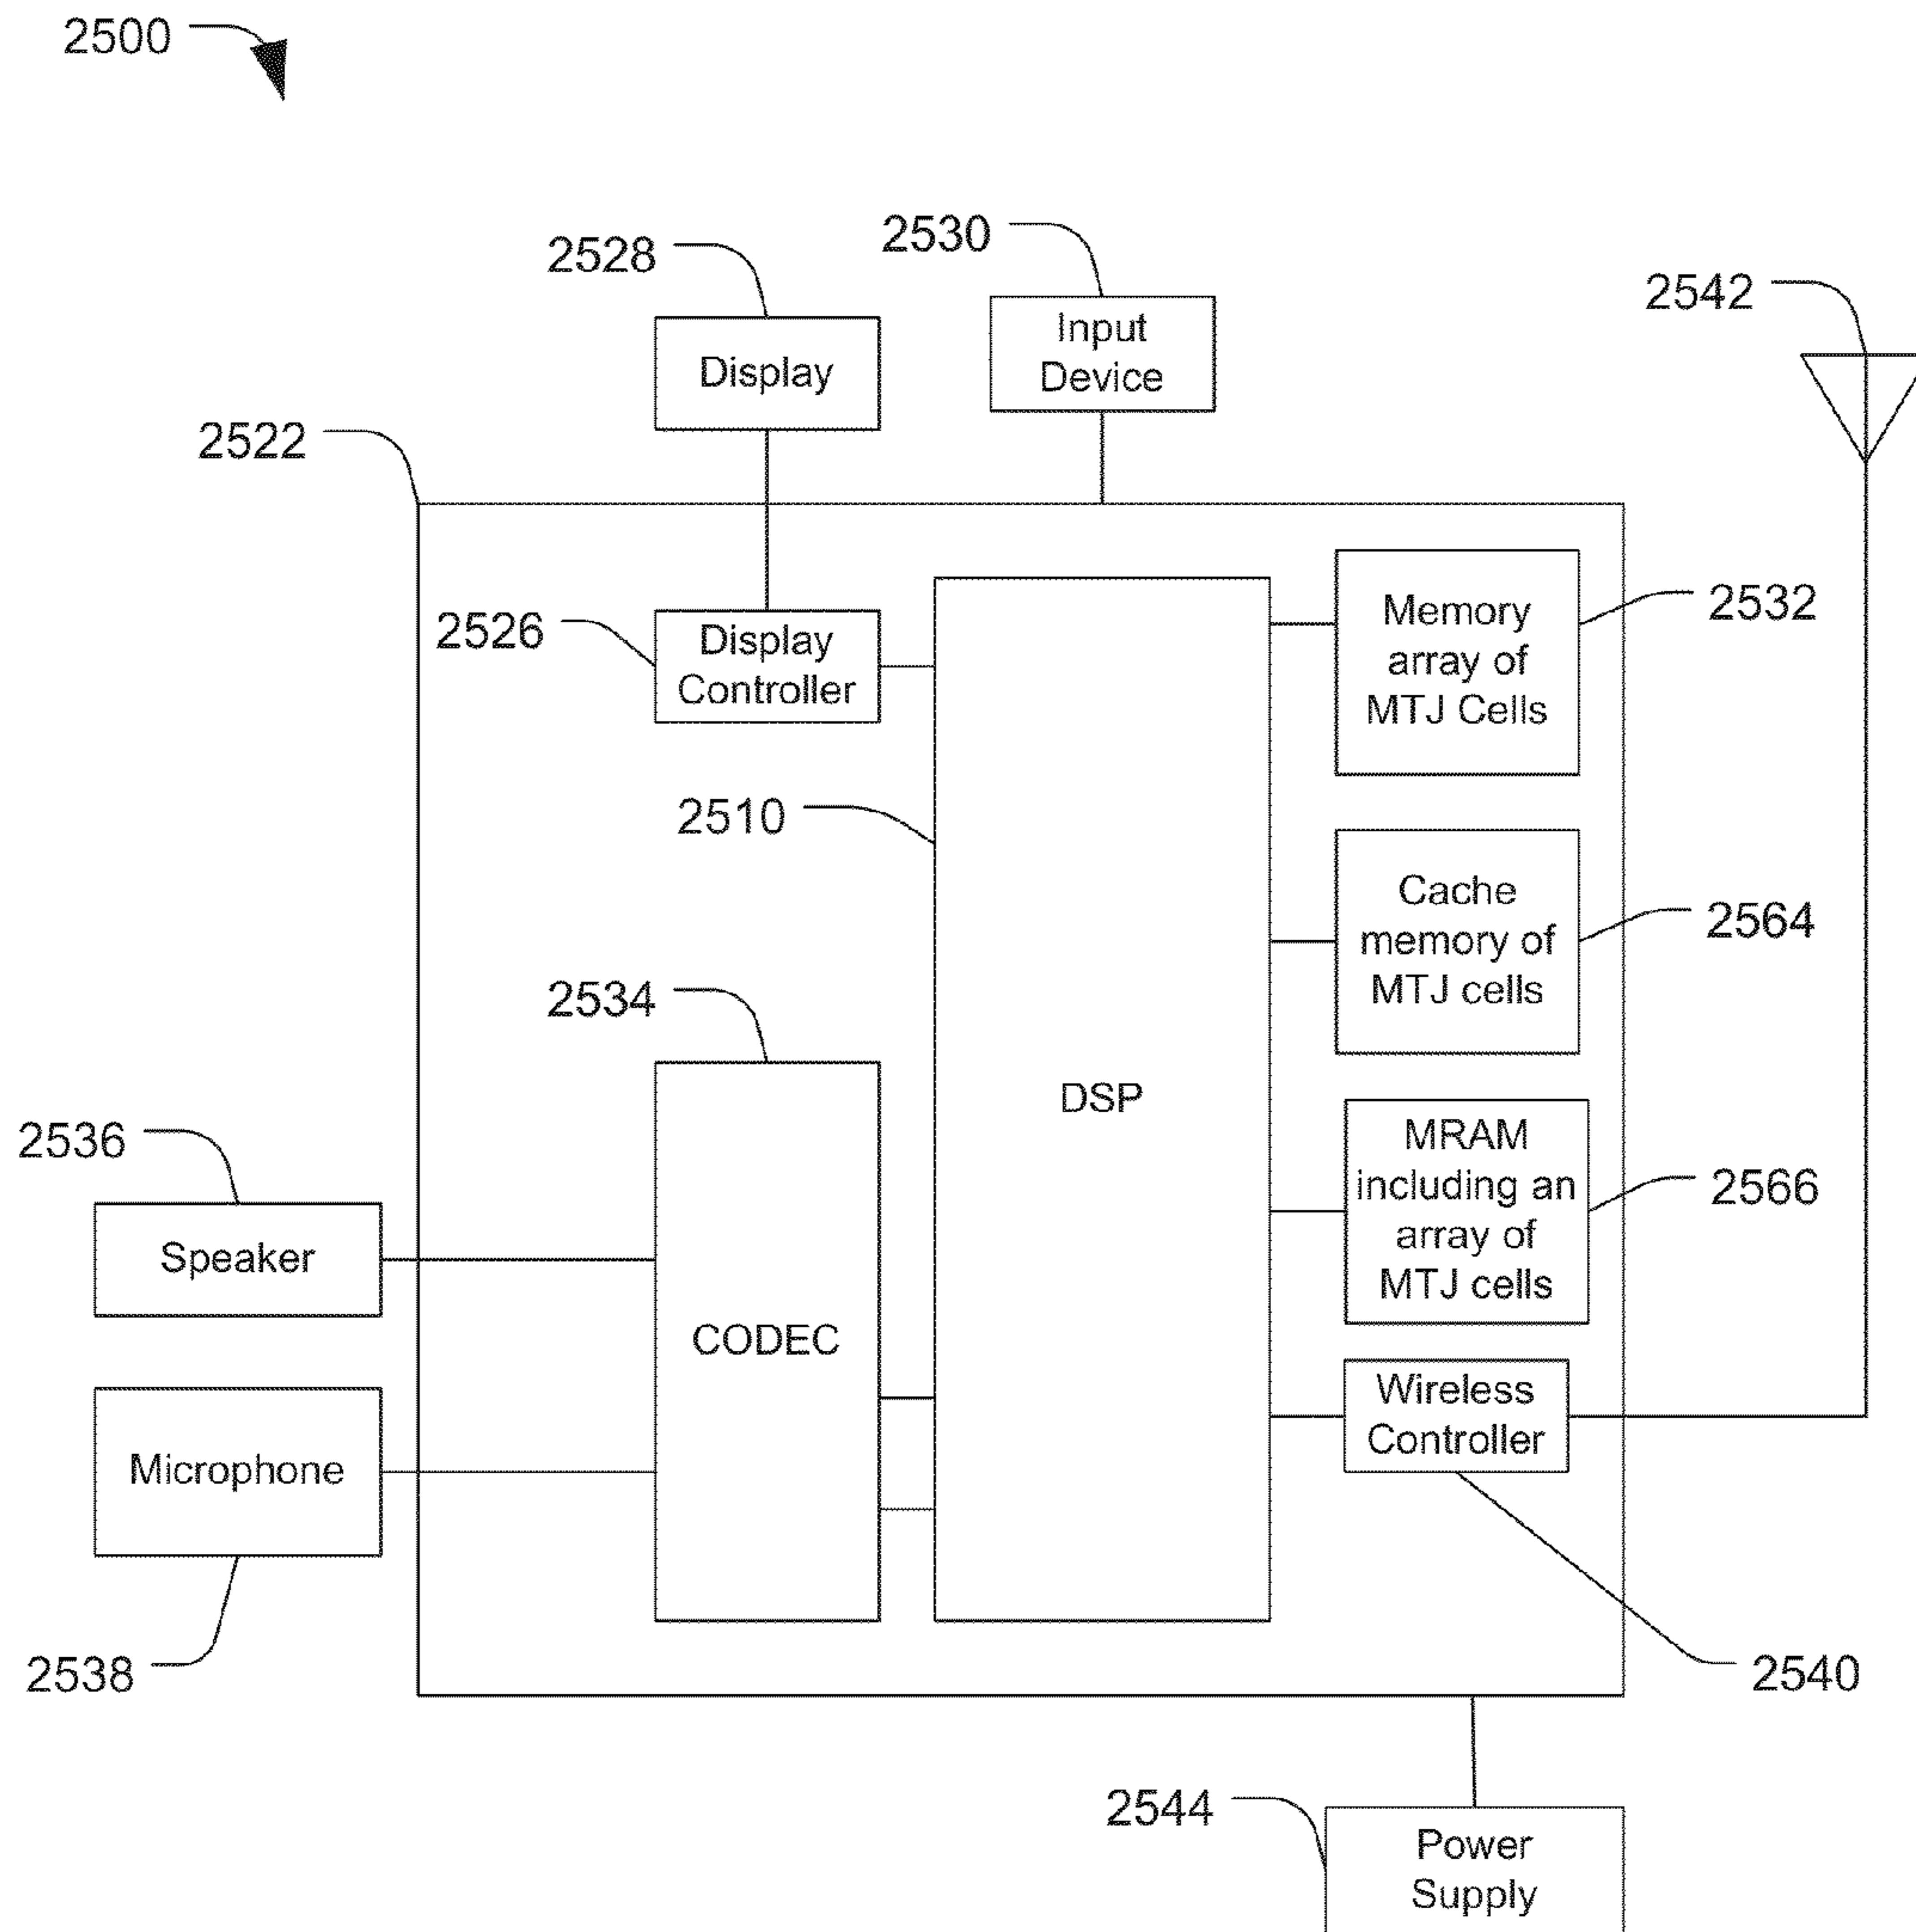 2500
2530
2528
2542
Input
Device
Display
2522
Memory
array of
MTJ Cells
2532
2526
Display
Controller
2510
Cache
memory of
MTJ cells
2564
2534
DSP
2536
MRAM
including an
array of
MTJ cells
2566
Speaker
CODEC
Wireless
Controller
Microphone
2538
2540
2544
Power
Supply